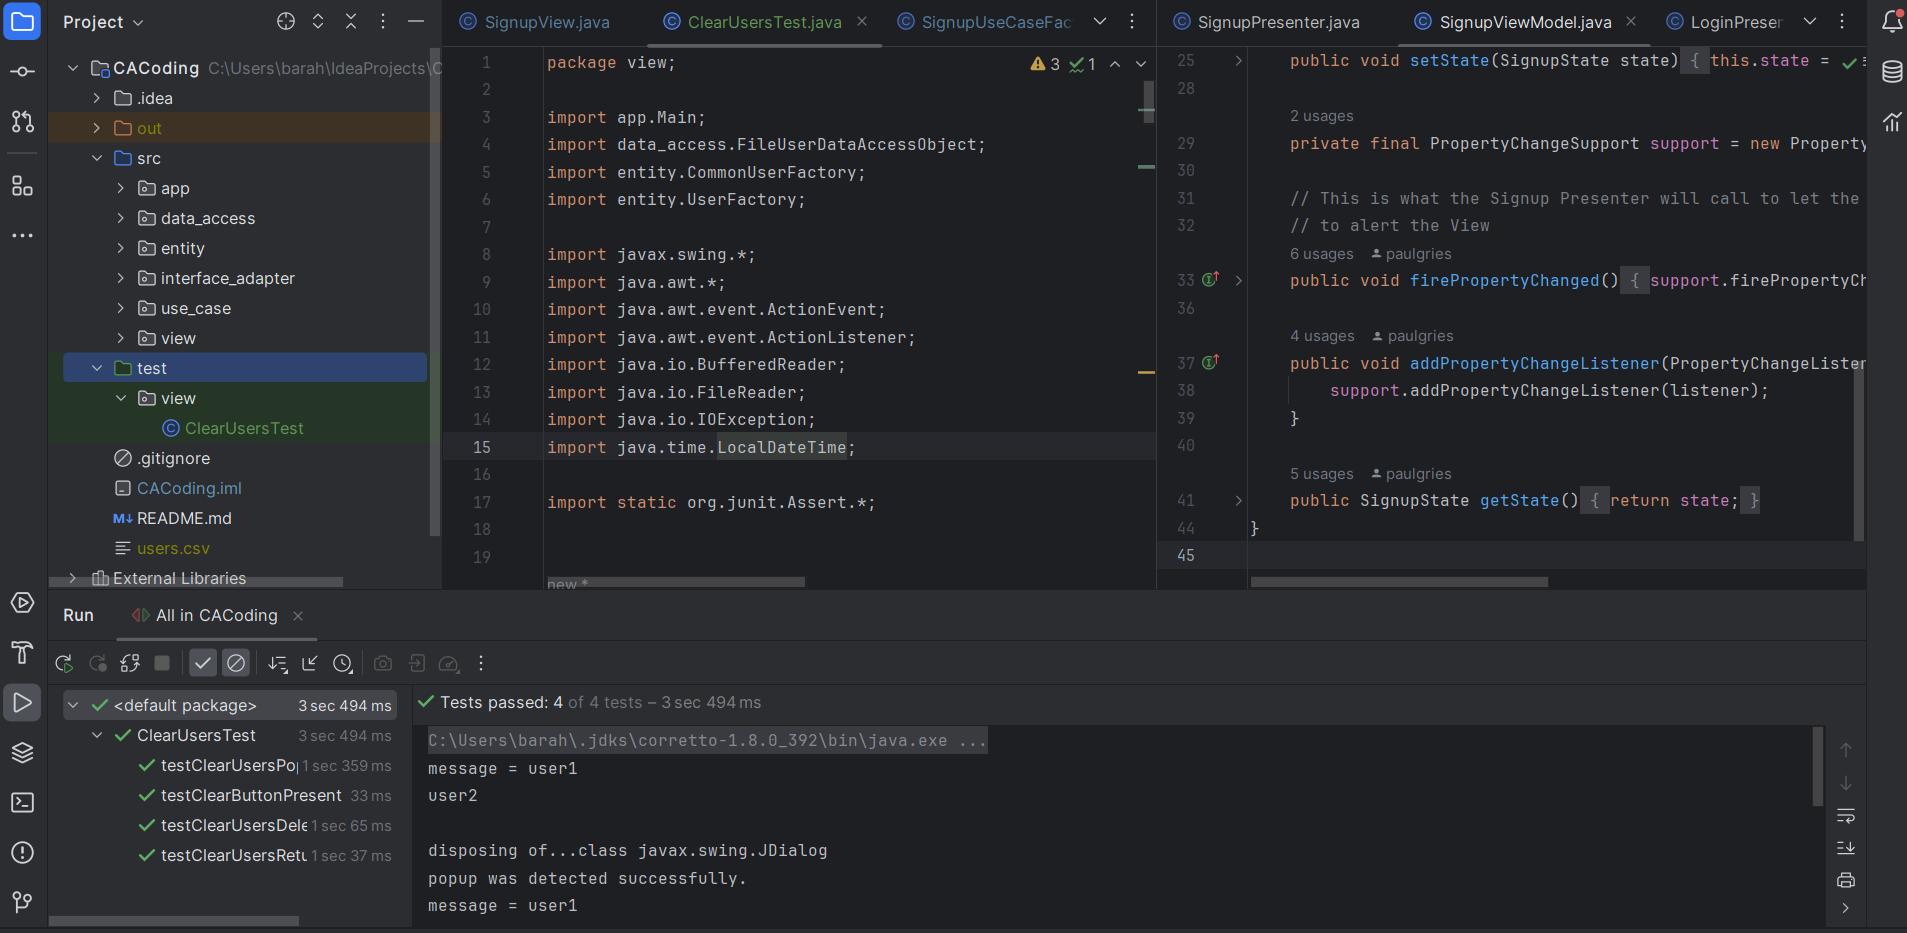 Project
CACoding C:\Users\barah\IdeaProjects\C
.idea
out
src
app
data_access
entity
interface_adapter
use_case
view
test
view
ClearUsersTest
.gitignore
CACoding.iml
M↓ README.md
users.csv
External Libraries
SignupView.java
ClearUsersTest.java
SignupUseCaseFac
3 1
1 package view;
2
3 import app.Main;
4 import data_access.FileUserDataAccessObject;
5 import entity.CommonUserFactory;
6 import entity.UserFactory;
7
8 import javax.swing.*;
9 import java.awt.*;
10 import java.awt.event.ActionEvent;
11 import java.awt.event.ActionListener;
12 import java.io.BufferedReader;
13 import java.io.FileReader;
14 import java.io.IOException;
15 import java.time.LocalDateTime;
16
17 import static org.junit.Assert.*;
18
19
new *
SignupPresenter.java
SignupViewModel.java
LoginPresen
25 public void setState(SignupState state) { this.state =
28
2 usages
29 private final PropertyChangeSupport support = new Property
30
31 // This is what the Signup Presenter will call to let the
32 // to alert the View
6 usages paulgries
33 public void firePropertyChanged() { support.firePropertyCh
36
4 usages paulgries
37 public void addPropertyChangeListener(PropertyChangeListen
38 support.addPropertyChangeListener(listener);
39 }
40
5 usages paulgries
41 public SignupState getState() { return state; }
44 }
45
Run
All in CACoding
<default package> 3 sec 494 ms
ClearUsersTest 3 sec 494 ms
testClearUsersPo 1 sec 359 ms
testClearButtonPresent 33 ms
testClearUsersDele 1 sec 65 ms
testClearUsersRetu 1 sec 37 ms
Tests passed: 4 of 4 tests – 3 sec 494 ms
C:\Users\barah\.jdks\corretto-1.8.0_392\bin\java.exe ...
message = user1
user2
disposing of...class javax.swing.JDialog
popup was detected successfully.
message = user1